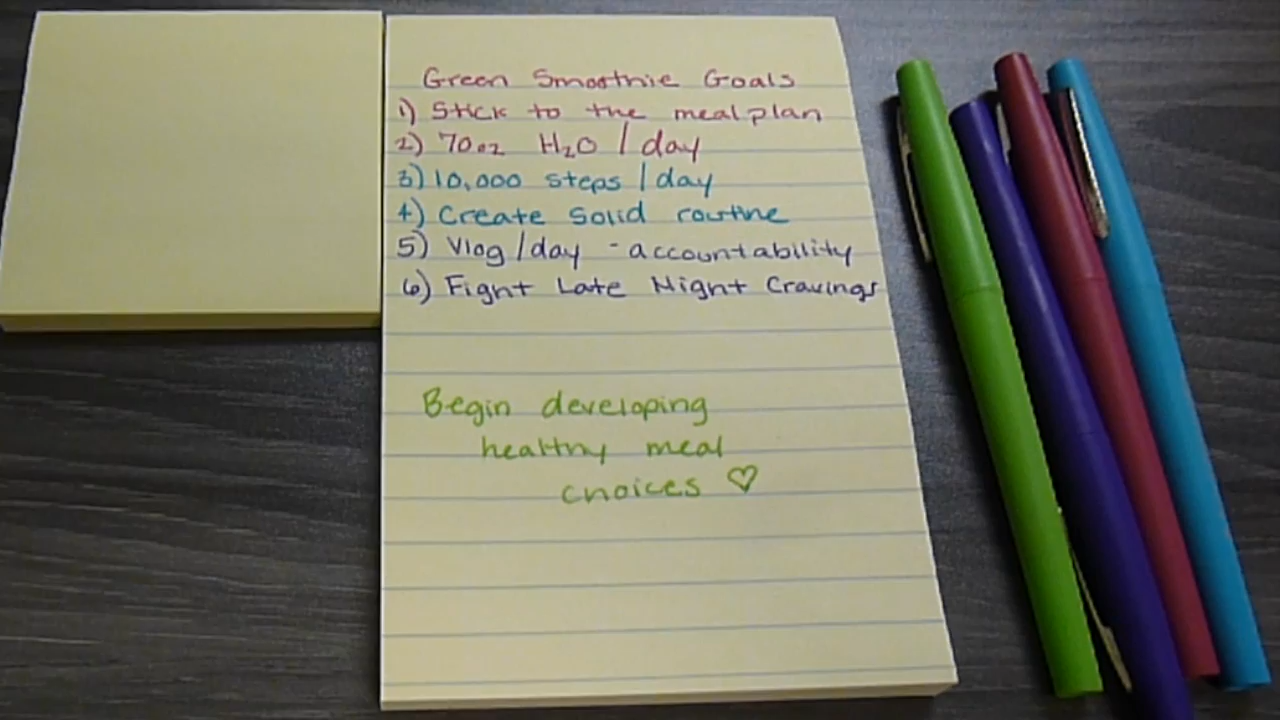 Green Smoothie Goals
1) Stick to the meal plan
2) 70oz H₂O / day
3) 10,000 steps / day
4) Create Solid routine
5) Vlog / day - accountability
6) Fight Late Night Cravings
Begin developing
healthy meal
choices ♡